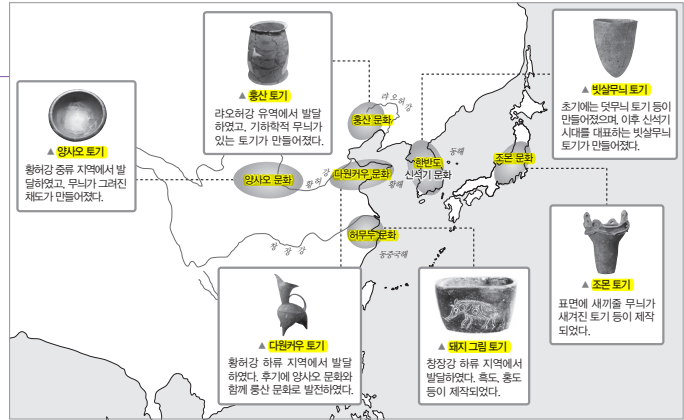 ▲ 홍산 토기
랴오허강 유역에서 발달
하였고, 기하학적 무늬가
있는 토기가 만들어졌다.
▲ 빗살무늬 토기
초기에는 덧무늬 토기 등이
만들어졌으며, 이후 신석기
시대를 대표하는 빗살무늬
토기가 만들어졌다.
▲ 양사오 토기
황허강 중류 지역에서 발
달하였고, 무늬가 그려진
채도가 만들어졌다.
랴오허강
홍산 문화
양사오 문화
황허강
다원커우 문화
황해
한반도
신석기 문화
동해
조몬 문화
허무두 문화
창장강
동중국해
▲ 다원커우 토기
황허강 하류 지역에서 발달
하였다. 후기에 양사오 문화와
함께 룽산 문화로 발전하였다.
▲ 돼지 그림 토기
창장강 하류 지역에서
발달하였다. 흑도, 홍도
등이 제작되었다.
▲ 조몬 토기
표면에 새끼줄 무늬가
새겨진 토기 등이 제작
되었다.